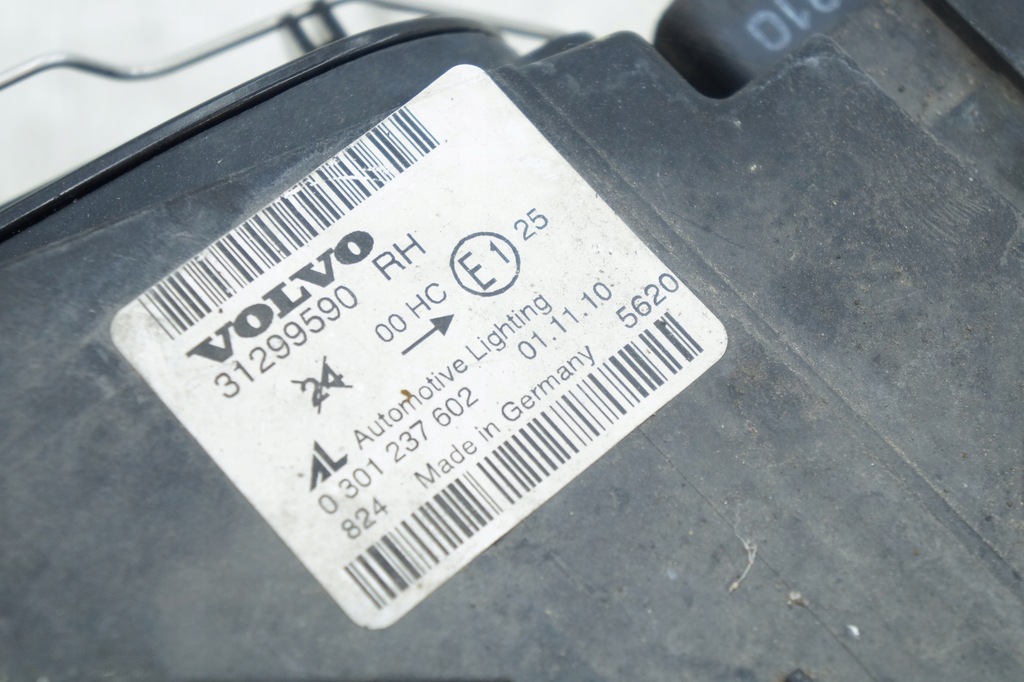 VOLVO
31299590 RH
24 00 HC E1 25
AL Automotive Lighting
0 301 237 602 01.11.10
824 Made in Germany 5620